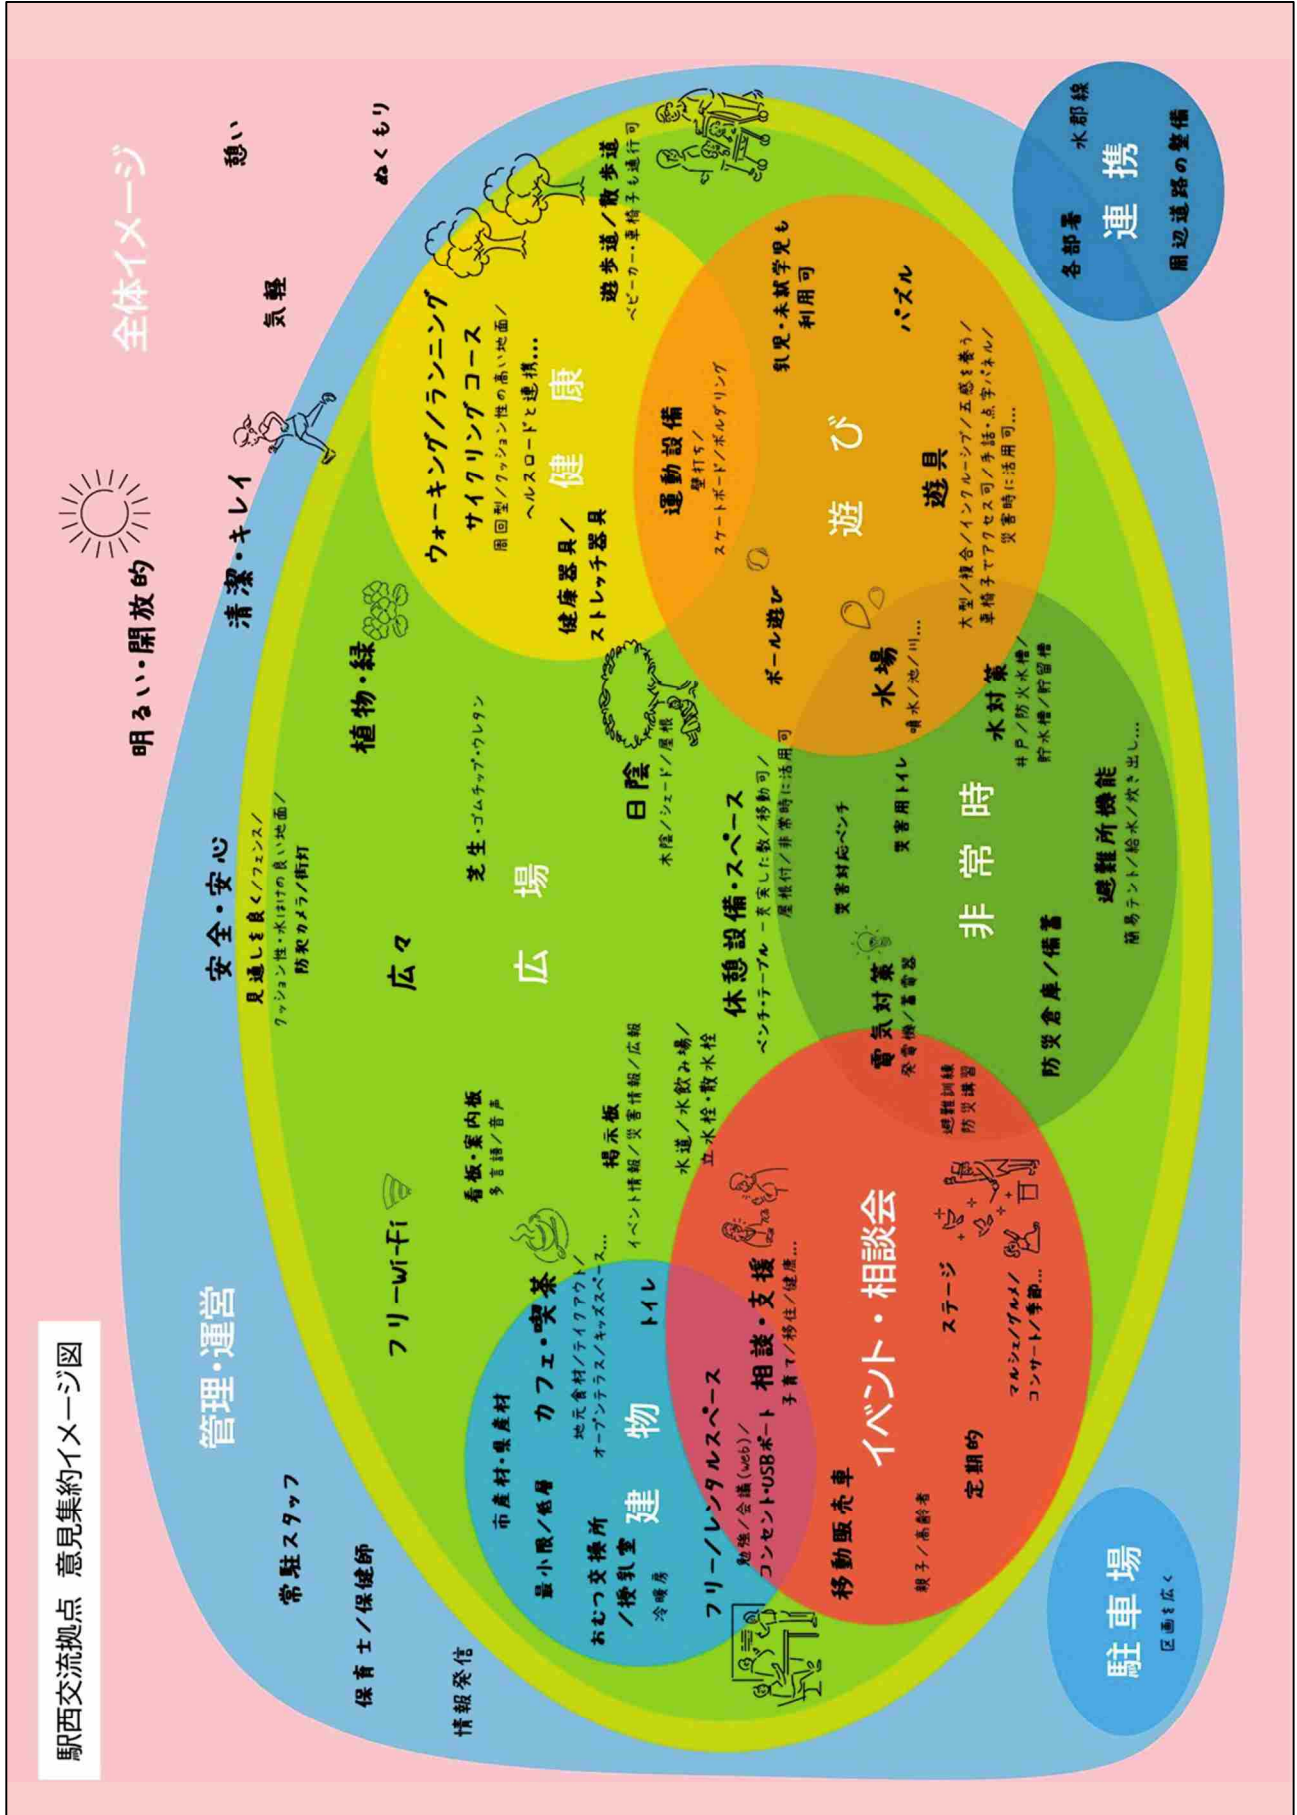 駅西交流拠点 意見集約イメージ図
全体イメージ
明るい・開放的
清潔・キレイ
気軽
憩い
ぬくもり
管理・運営
安全・安心
見通しを良く/フェンス/
クッション性・水はけの良い地面/
防犯カメラ/街灯
常駐スタッフ
保育士/保健師
情報発信
広場
フリーWi-Fi
広々
植物・緑
芝生・ゴムチップ・ウレタン
看板・案内板
多言語/音声
掲示板
イベント情報/災害情報/広報
水道/水飲み場/
立水栓・散水栓
日陰
木陰/シェード/屋根
休憩設備・スペース
ベンチ・テーブル - 充実した数/移動可/
屋根付/非常時に活用可
健康
ウォーキング/ランニング
サイクリングコース
周回型/クッション性の高い地面/
ヘルスロードと連携…
健康器具/
ストレッチ器具
遊歩道/散歩道
ベビーカー・車椅子も通行可
運動設備
壁打ち/
スケートボード/ボルダリング
遊び
乳児・未就学児も
利用可
パズル
ボール遊び
遊具
大型/複合/インクルーシブ/五感を養う/
車椅子でアクセス可/手話・点字パネル/
災害時に活用可…
水場
噴水/池/川…
非常時
水対策
井戸/防火水槽/
貯水槽/貯留槽
災害対応ベンチ
災害用トイレ
電気対策
発電機/蓄電器
避難所機能
簡易テント/給水/炊き出し…
防災倉庫/備蓄
避難訓練
防災講習
建物
市産材・県産材
最小限/低層
カフェ・喫茶
地元食材/テイクアウト/
オープンテラス/キッズスペース…
トイレ
おむつ交換所
/授乳室
冷暖房
フリー/レンタルスペース
勉強/会議(web)/
コンセント・USBポート
相談・支援
子育て/移住/健康…
イベント・相談会
移動販売車
ステージ
マルシェ/グルメ/
コンサート/季節…
定期的
親子/高齢者
連携
各部署
水郡線
周辺道路の整備
駐車場
区画を広く